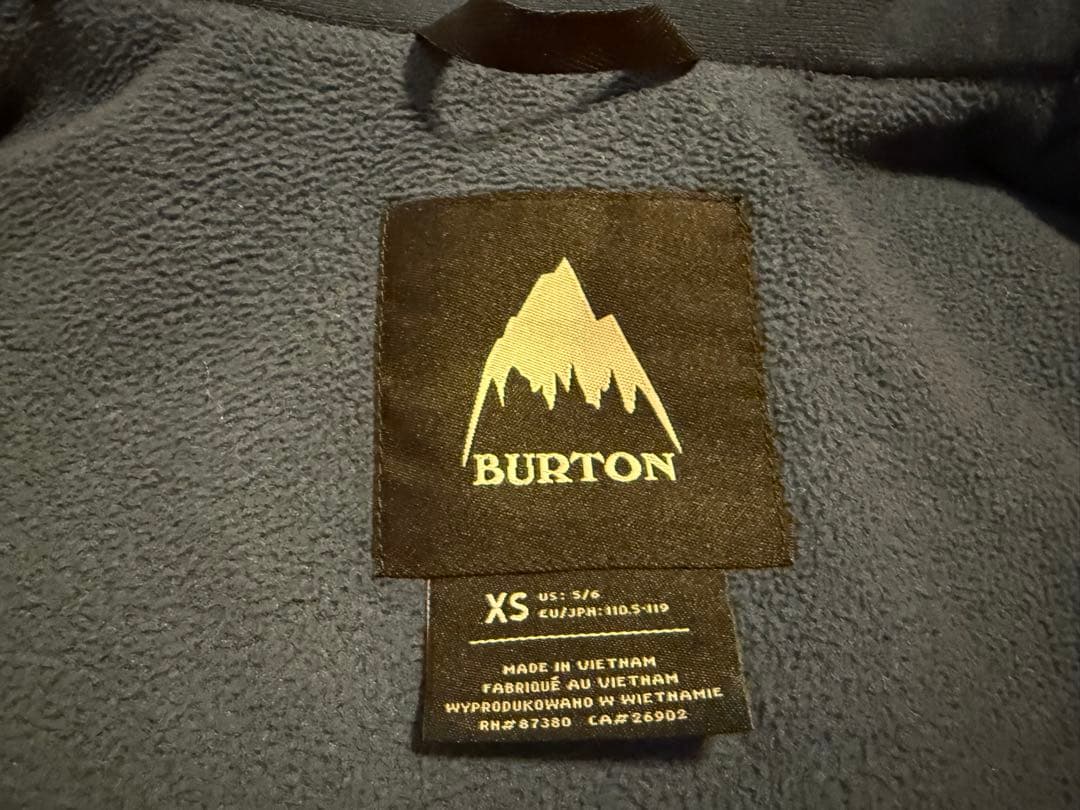 BURTON
XS
US: 5/6
EU/JPN: 110.5-119
MADE IN VIETNAM
FABRIQUÉ AU VIETNAM
WYPRODUKOWANO W WIETNAMIE
RN# 87380 CA# 26902